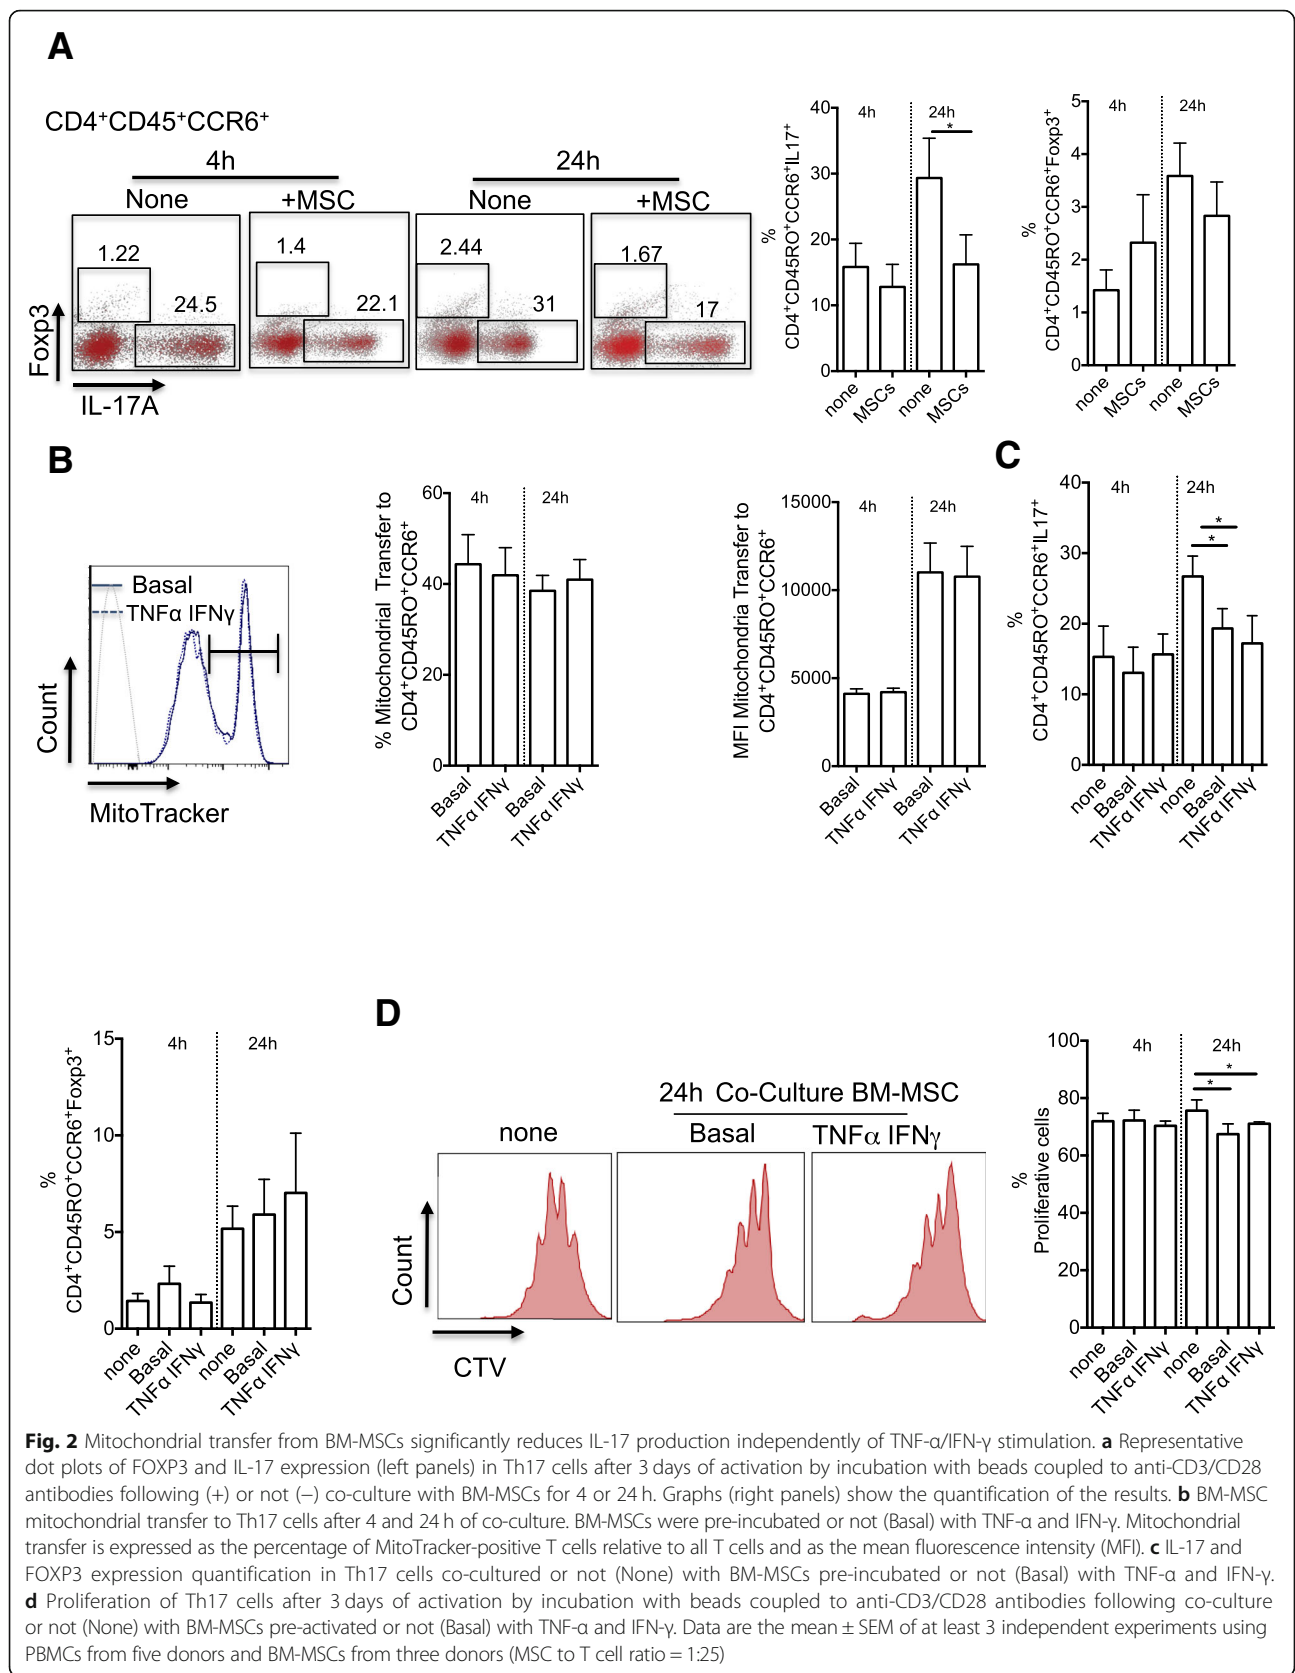 A
CD4+CD45+CCR6+
4h
24h
None
+MSC
None
+MSC
1.22
24.5
1.4
22.1
2.44
31
1.67
17
Foxp3
IL-17A
%
CD4+CD45RO+CCR6+IL17+
40
30
20
10
0
4h
24h
*
none
MSCs
none
MSCs
%
CD4+CD45RO+CCR6+Foxp3+
5
4
3
2
1
0
4h
24h
none
MSCs
none
MSCs
B
Basal
TNFα IFNγ
Count
MitoTracker
% Mitochondrial Transfer to
CD4+CD45RO+CCR6+
60
40
20
0
4h
24h
Basal
TNFα IFNγ
Basal
TNFα IFNγ
MFI Mitochondria Transfer to
CD4+CD45RO+CCR6+
15000
10000
5000
0
4h
24h
Basal
TNFα IFNγ
Basal
TNFα IFNγ
C
%
CD4+CD45RO+CCR6+IL17+
40
30
20
10
0
4h
24h
*
*
none
Basal
TNFα IFNγ
none
Basal
TNFα IFNγ
%
CD4+CD45RO+CCR6+Foxp3+
15
10
5
0
4h
24h
none
Basal
TNFα IFNγ
none
Basal
TNFα IFNγ
D
24h Co-Culture BM-MSC
none
Basal
TNFα IFNγ
Count
CTV
%
Proliferative cells
100
80
60
40
20
0
4h
24h
*
*
none
Basal
TNFα IFNγ
none
Basal
TNFα IFNγ
Fig. 2 Mitochondrial transfer from BM-MSCs significantly reduces IL-17 production independently of TNF-α/IFN-γ stimulation. a Representative
dot plots of FOXP3 and IL-17 expression (left panels) in Th17 cells after 3 days of activation by incubation with beads coupled to anti-CD3/CD28
antibodies following (+) or not (−) co-culture with BM-MSCs for 4 or 24 h. Graphs (right panels) show the quantification of the results. b BM-MSC
mitochondrial transfer to Th17 cells after 4 and 24 h of co-culture. BM-MSCs were pre-incubated or not (Basal) with TNF-α and IFN-γ. Mitochondrial
transfer is expressed as the percentage of MitoTracker-positive T cells relative to all T cells and as the mean fluorescence intensity (MFI). c IL-17 and
FOXP3 expression quantification in Th17 cells co-cultured or not (None) with BM-MSCs pre-incubated or not (Basal) with TNF-α and IFN-γ.
d Proliferation of Th17 cells after 3 days of activation by incubation with beads coupled to anti-CD3/CD28 antibodies following co-culture
or not (None) with BM-MSCs pre-activated or not (Basal) with TNF-α and IFN-γ. Data are the mean ± SEM of at least 3 independent experiments using
PBMCs from five donors and BM-MSCs from three donors (MSC to T cell ratio = 1:25)